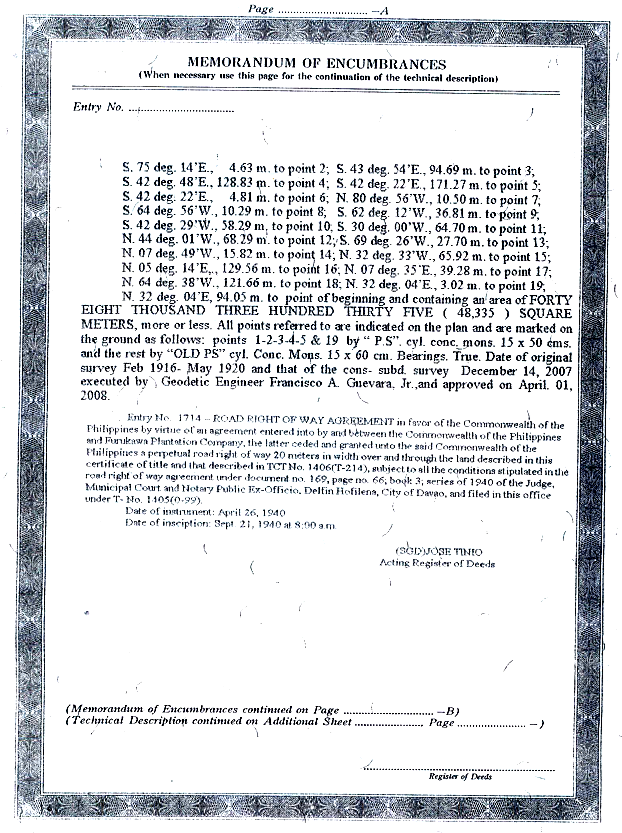 Page .............................. –A
MEMORANDUM OF ENCUMBRANCES
(When necessary use this page for the continuation of the technical description)
Entry No. ..............................
S. 75 deg. 14'E., 4.63 m. to point 2; S. 43 deg. 54'E., 94.69 m. to point 3;
S. 42 deg. 48'E., 128.83 m. to point 4; S. 42 deg. 22'E., 171.27 m. to point 5;
S. 42 deg. 22'E., 4.81 m. to point 6; N. 80 deg. 56'W., 10.50 m. to point 7;
S. 64 deg. 56'W., 10.29 m. to point 8; S. 62 deg. 12'W., 36.81 m. to point 9;
S. 42 deg. 29'W., 58.29 m. to point 10; S. 30 deg. 00'W., 64.70 m. to point 11;
N. 44 deg. 01'W., 68.29 m. to point 12; S. 69 deg. 26'W., 27.70 m. to point 13;
N. 07 deg. 49'W., 15.82 m. to point 14; N. 32 deg. 33'W., 65.92 m. to point 15;
N. 05 deg. 14'E,., 129.56 m. to point 16; N. 07 deg. 35'E., 39.28 m. to point 17;
N. 64 deg. 38'W., 121.66 m. to point 18; N. 32 deg. 04'E., 3.02 m. to point 19;
N. 32 deg. 04'E, 94.05 m. to point of beginning and containing an area of FORTY
EIGHT THOUSAND THREE HUNDRED THIRTY FIVE ( 48,335 ) SQUARE
METERS, more or less. All points referred to are indicated on the plan and are marked on
the ground as follows: points 1-2-3-4-5 & 19 by " P.S" cyl. conc. mons. 15 x 50 cms.
and the rest by "OLD PS" cyl. Conc. Mons. 15 x 60 cm. Bearings. True. Date of original
survey Feb 1916- May 1920 and that of the cons- subd. survey December 14, 2007
executed by Geodetic Engineer Francisco A. Guevara, Jr.,and approved on April. 01,
2008.
Entry No. 1714 – ROAD RIGHT OF WAY AGREEMENT in favor of the Commonwealth of the
Philippines by virtue of an agreement entered into by and between the Commonwealth of the Philippines
and Furukawa Plantation Company, the latter ceded and granted unto the said Commonwealth of the
Philippines a perpetual road right of way 20 meters in width over and through the land described in this
certificate of title and that described in TCT No. 1406(T-214), subject to all the conditions stipulated in the
road right of way agreement under document no. 169, page no. 66; book 3; series of 1940 of the Judge,
Municipal Court and Notary Public Ex-Officio, Delfin Hofilena, City of Davao, and filed in this office
under T- No. 1405(0-99).
Date of instrument: April 26, 1940
Date of insciption: Sept. 21, 1940 at 8:00 a.m
(SGD)JOSE TINIO
Acting Register of Deeds
(Memorandum of Encumbrances continued on Page ........................ –B)
(Technical Description continued on Additional Sheet ........................ Page ................. –)
Register of Deeds